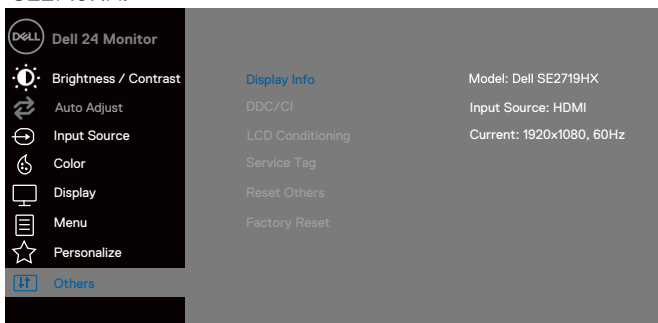 DELL Dell 24 Monitor
Brightness / Contrast Display Info Model: Dell SE2719HX
Auto Adjust DDC/CI Input Source: HDMI
Input Source LCD Conditioning Current: 1920x1080, 60Hz
Color Service Tag
Display Reset Others
Menu Factory Reset
Personalize
Others